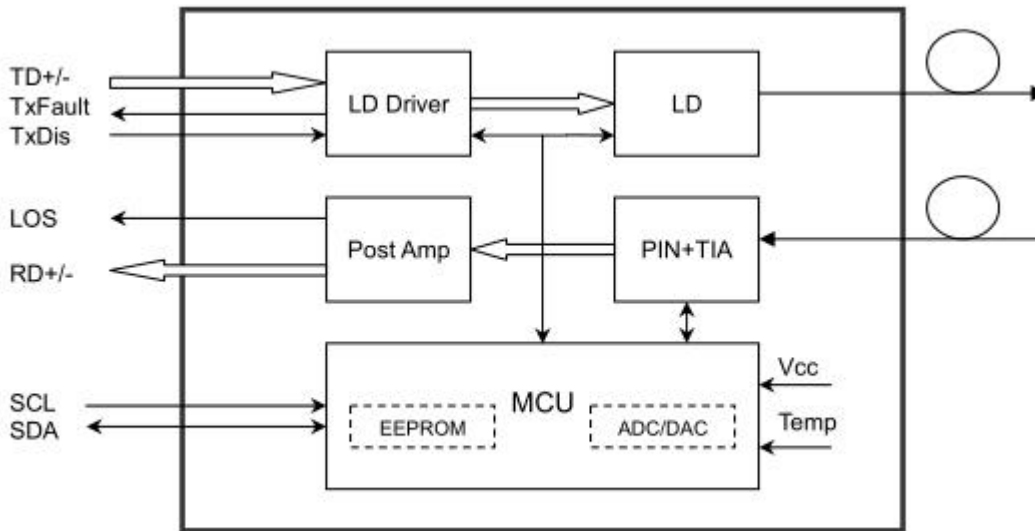 TD+/-
TxFault
TxDis
LD Driver
LD
LOS
RD+/-
Post Amp
PIN+TIA
SCL
SDA
MCU
EEPROM
ADC/DAC
Vcc
Temp